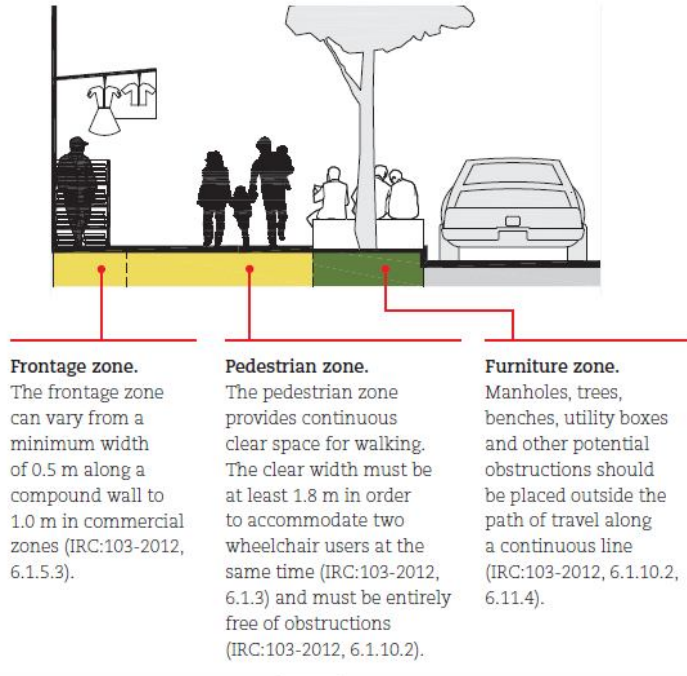 Frontage zone.
The frontage zone
can vary from a
minimum width
of 0.5 m along a
compound wall to
1.0 m in commercial
zones (IRC:103-2012,
6.1.5.3).
Pedestrian zone.
The pedestrian zone
provides continuous
clear space for walking.
The clear width must be
at least 1.8 m in order
to accommodate two
wheelchair users at the
same time (IRC:103-2012,
6.1.3) and must be entirely
free of obstructions
(IRC:103-2012, 6.1.10.2).
Furniture zone.
Manholes, trees,
benches, utility boxes
and other potential
obstructions should
be placed outside the
path of travel along
a continuous line
(IRC:103-2012, 6.1.10.2,
6.11.4).